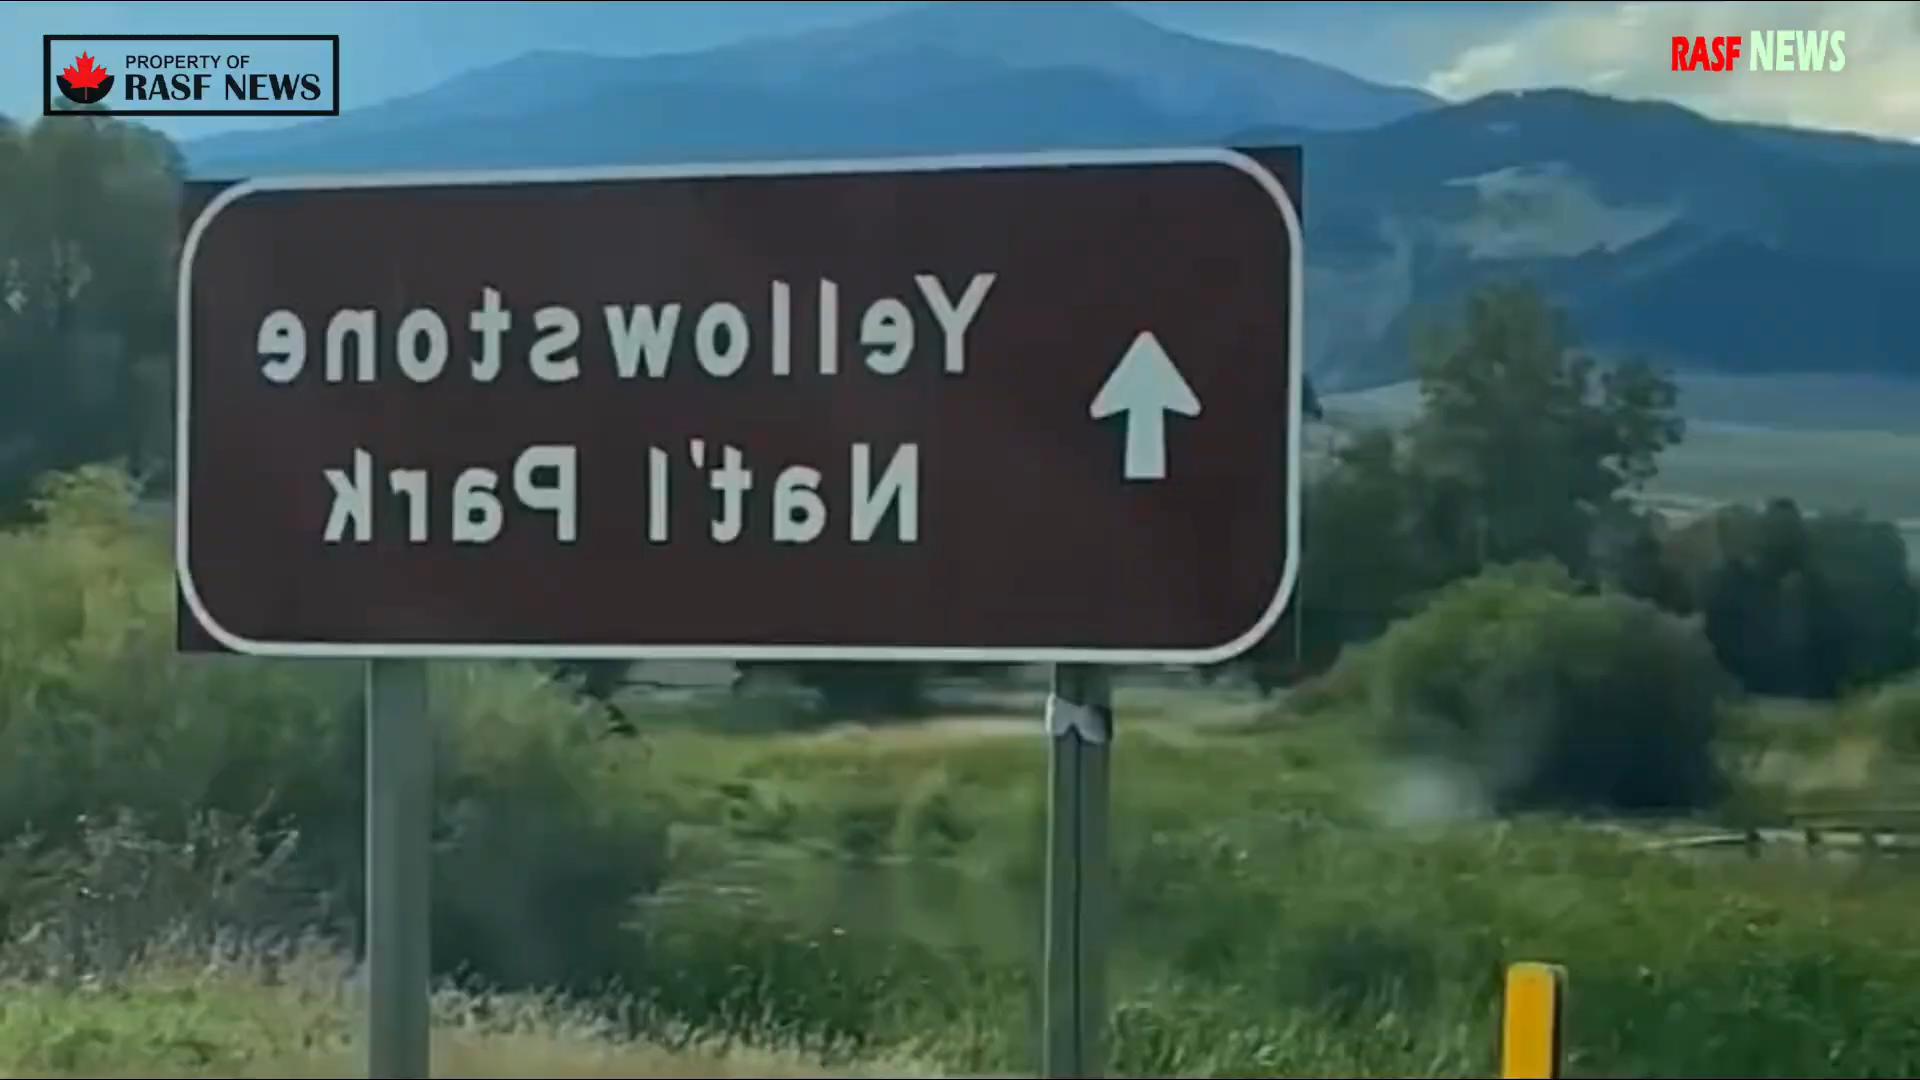 PROPERTY OF
RASF NEWS
RASF NEWS
Yellowstone
Nat'l Park